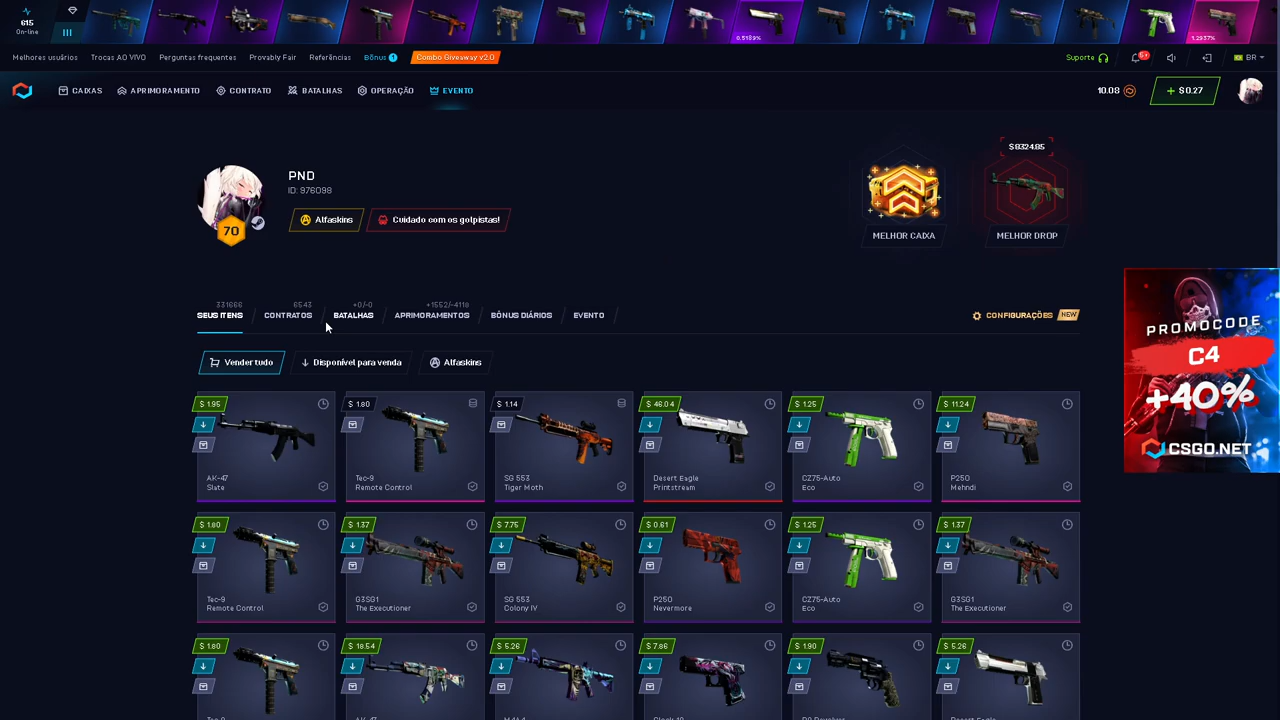 615
On-line
0.5189%
1.2937%
Melhores usuários
Trocas AO VIVO
Perguntas frequentes
Provably Fair
Referências
Bônus
Combo Giveaway v2.0
Suporte
5+
BR
CAIXAS
APRIMORAMENTO
CONTRATO
BATALHAS
OPERAÇÃO
EVENTO
10.08
+ $0.27
PND
ID: 976098
70
Alfaskins
Cuidado com os golpistas!
MELHOR CAIXA
$8324.85
MELHOR DROP
331666
SEUS ITENS
6543
CONTRATOS
+0/-0
BATALHAS
+1552/-4118
APRIMORAMENTOS
BÔNUS DIÁRIOS
EVENTO
CONFIGURAÇÕES
NEW
Vender tudo
Disponível para venda
Alfaskins
PROMOCODE
C4
+40%
CSGO.NET
$ 1.95
AK-47
Slate
$ 1.80
Tec-9
Remote Control
$ 1.14
SG 553
Tiger Moth
$ 46.04
Desert Eagle
Printstream
$ 1.25
CZ75-Auto
Eco
$ 11.24
P250
Mehndi
$ 1.80
Tec-9
Remote Control
$ 1.37
G3SG1
The Executioner
$ 7.75
SG 553
Colony IV
$ 0.61
P250
Nevermore
$ 1.25
CZ75-Auto
Eco
$ 1.37
G3SG1
The Executioner
$ 1.80
$ 18.54
$ 5.26
$ 7.86
$ 1.90
$ 5.26